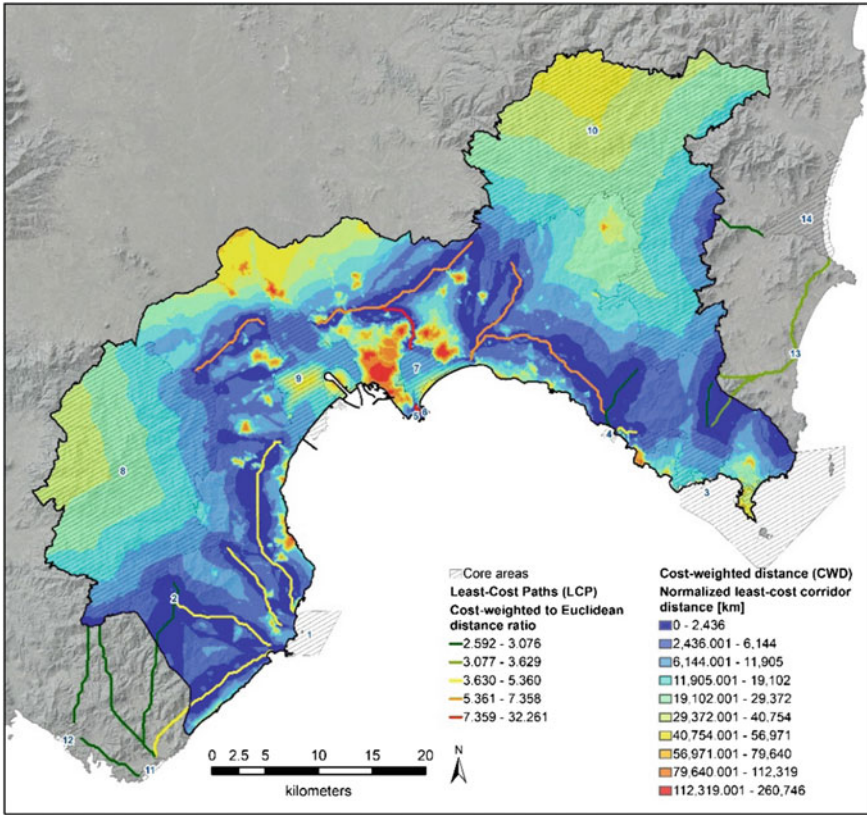 10
14
13
9
7
5 6
8
4
3
2
1
12
11
Core areas
Least-Cost Paths (LCP)
Cost-weighted to Euclidean
distance ratio
2.592 - 3.076
3.077 - 3.629
3.630 - 5.360
5.361 - 7.358
7.359 - 32.261
Cost-weighted distance (CWD)
Normalized least-cost corridor
distance [km]
0 - 2.436
2,436.001 - 6,144
6,144.001 - 11,905
11,905.001 - 19,102
19,102.001 - 29.372
29,372.001 - 40,754
40,754.001 - 56,971
56,971.001 - 79,640
79,640.001 - 112,319
112,319.001 - 260,746
0 2.5 5 10 15 20
kilometers
N